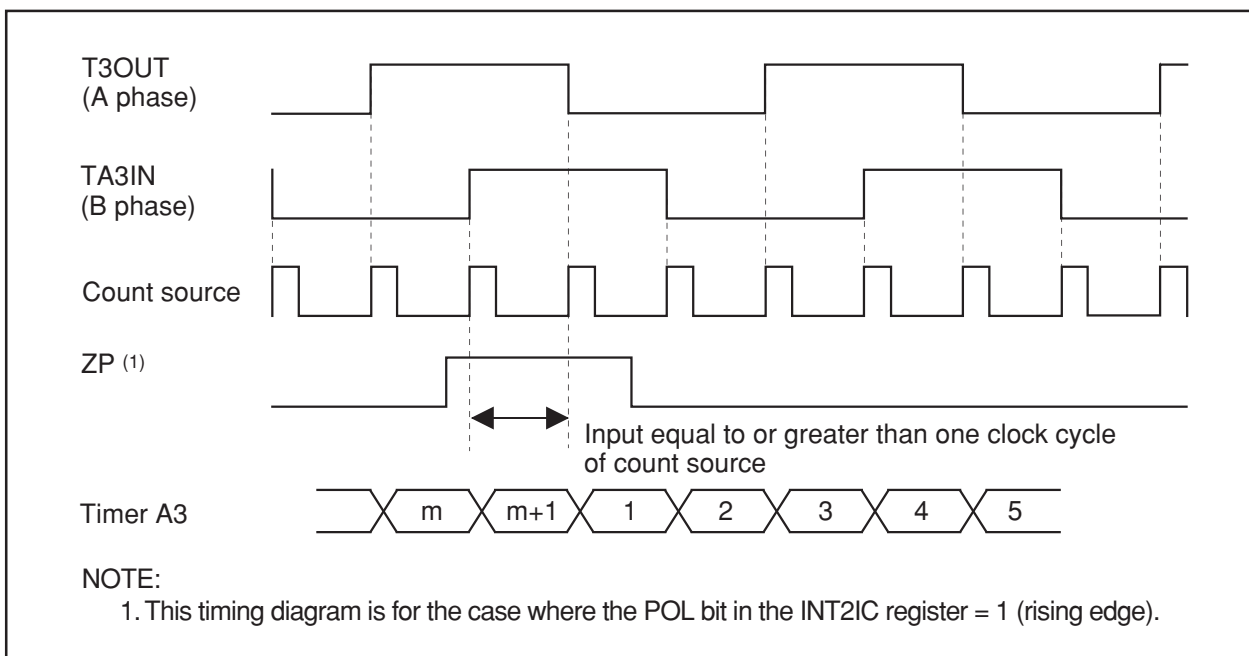 T3OUT
(A phase)
TA3IN
(B phase)
Count source
ZP (1)
Input equal to or greater than one clock cycle
of count source
Timer A3
m
m+1
1
2
3
4
5
NOTE:
1. This timing diagram is for the case where the POL bit in the INT2IC register = 1 (rising edge).